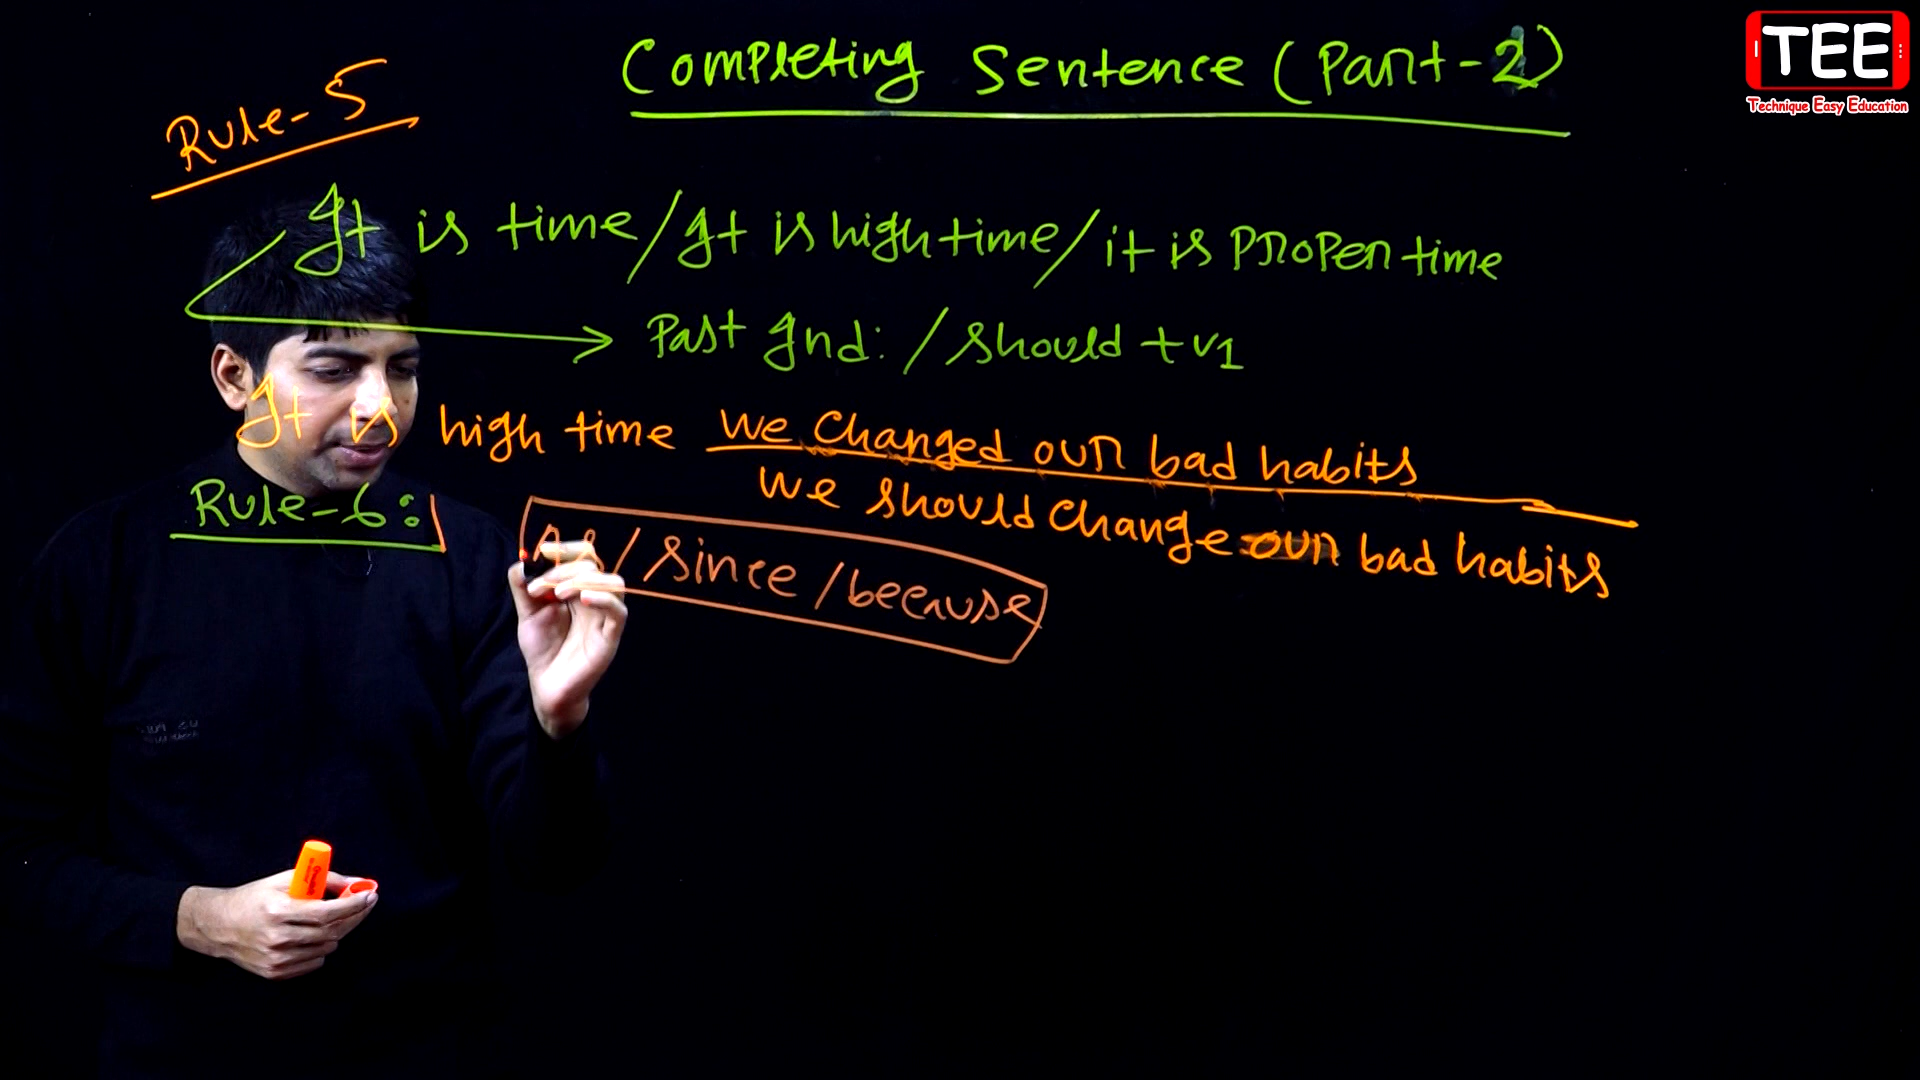 Completing Sentence (Part-2)
TEE
Technique Easy Education
Rule-5
It is time/It is high time/it is Proper time
Past Ind: /should + v1
It is high time we changed our bad habits
we should change our bad habits
Rule-6:
As/since/because